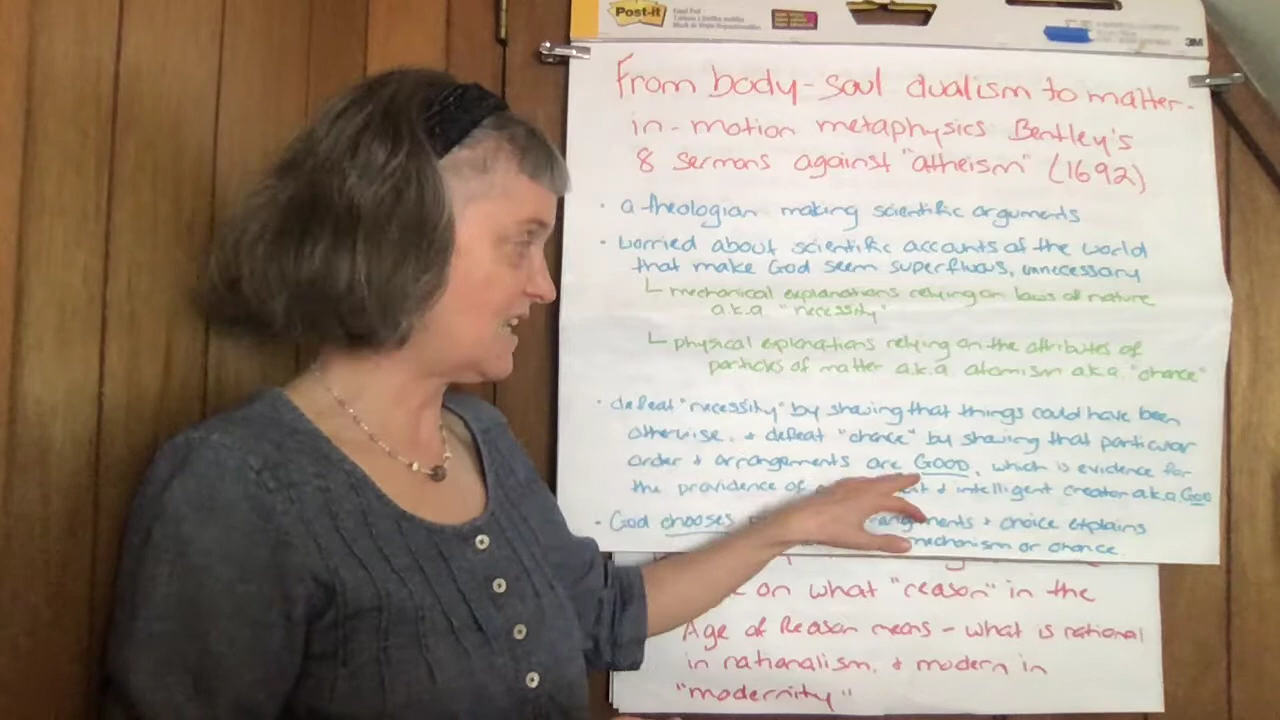 Post-it
3M
From body-soul dualism to matter-
in-motion metaphysics Bentley's
8 sermons against "atheism" (1692)
· a theologian making scientific arguments
· worried about scientific accounts of the world
that make God seem superfluous, unnecessary
└ mechanical explanations relying on laws of nature
a.k.a "necessity"
└ physical explanations relying on the attributes of
particles of matter a.k.a. atomism a.k.a. "chance"
· defeat "necessity" by showing that things could have been
otherwise, + defeat "chance" by showing that particular
order + arrangements are GOOD, which is evidence for
the providence of + intelligent creator a.k.a God
· God chooses + choice explains
mechanism or chance.
on what "reason" in the
Age of Reason means - what is rational
in rationalism, + modern in
"modernity"